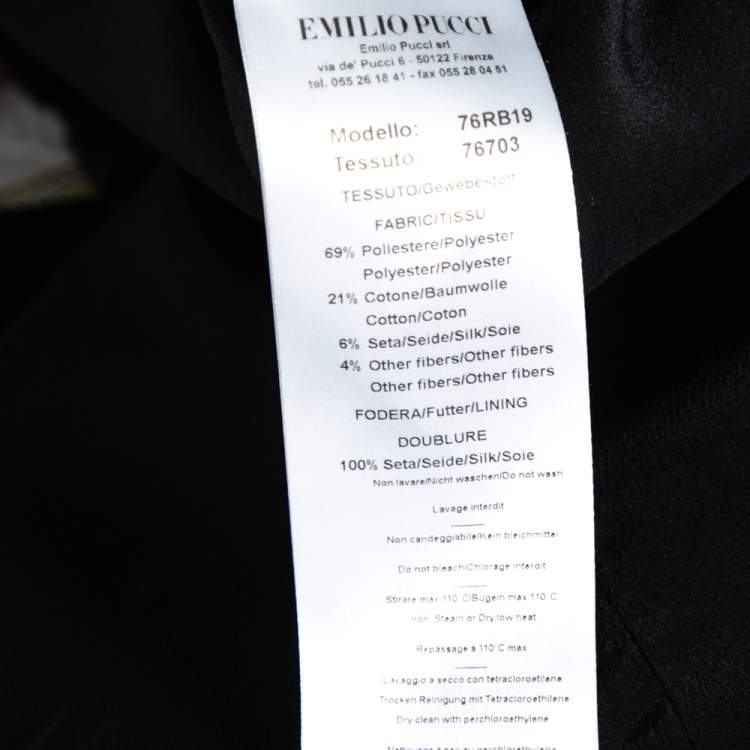 EMILIO PUCCI
Emilio Pucci srl
via de' Pucci 6 - 50122 Firenze
tel. 055 26 18 41 - fax 055 28 04 51
Modello: 76RB19
Tessuto: 76703
TESSUTO/Gewebestoff
FABRIC/TISSU
69% Poliestere/Polyester
Polyester/Polyester
21% Cotone/Baumwolle
Cotton/Coton
6% Seta/Seide/Silk/Soie
4% Other fibers/Other fibers
Other fibers/Other fibers
FODERA/Futter/LINING
DOUBLURE
100% Seta/Seide/Silk/Soie
Non lavare/Nicht waschen/Do not wash
Lavage interdit
Non candeggiabile/Kein bleichmittel
Do not bleach/Chlorage interdit
Stirare max 110°C/Bügeln max 110°C
Iron: Steam or Dry,low heat
Repassage à 110°C max
Lavaggio a secco con tetracloroetilene
Trocken Reinigung mit Tetracloroethilene
Dry clean with perchloroethylene
Nettoyage à sec au perchloréthylène